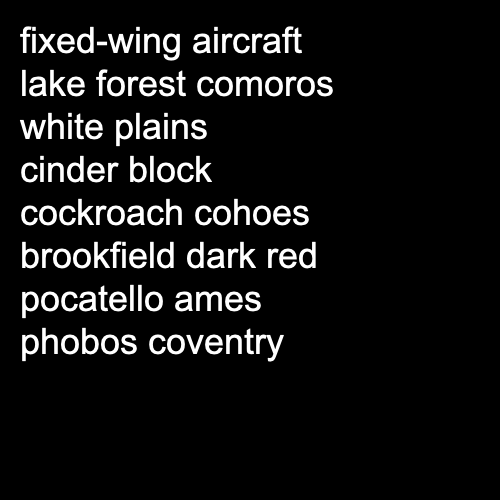 fixed-wing aircraft
lake forest comoros
white plains
cinder block
cockroach cohoes
brookfield dark red
pocatello ames
phobos coventry